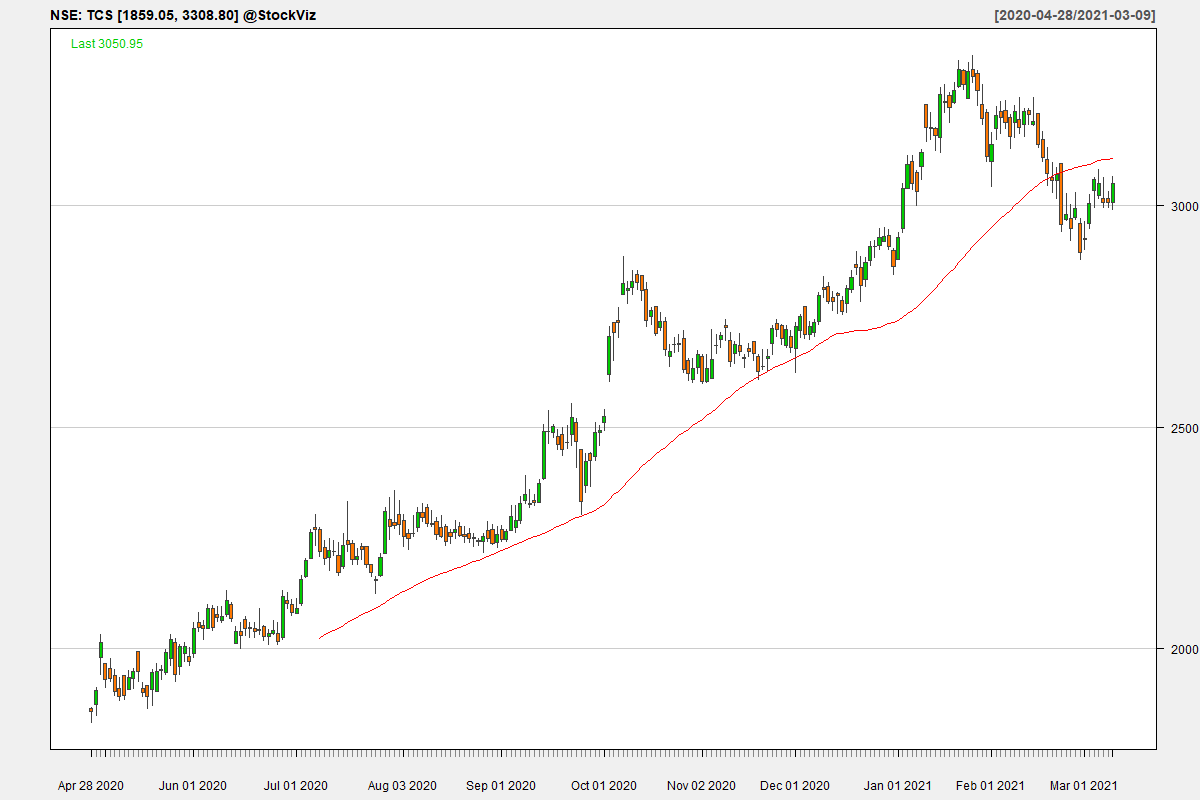 NSE: TCS [1859.05, 3308.80] @StockViz
[2020-04-28/2021-03-09]
Last 3050.95
3000
2500
2000
Apr 28 2020
Jun 01 2020
Jul 01 2020
Aug 03 2020
Sep 01 2020
Oct 01 2020
Nov 02 2020
Dec 01 2020
Jan 01 2021
Feb 01 2021
Mar 01 2021